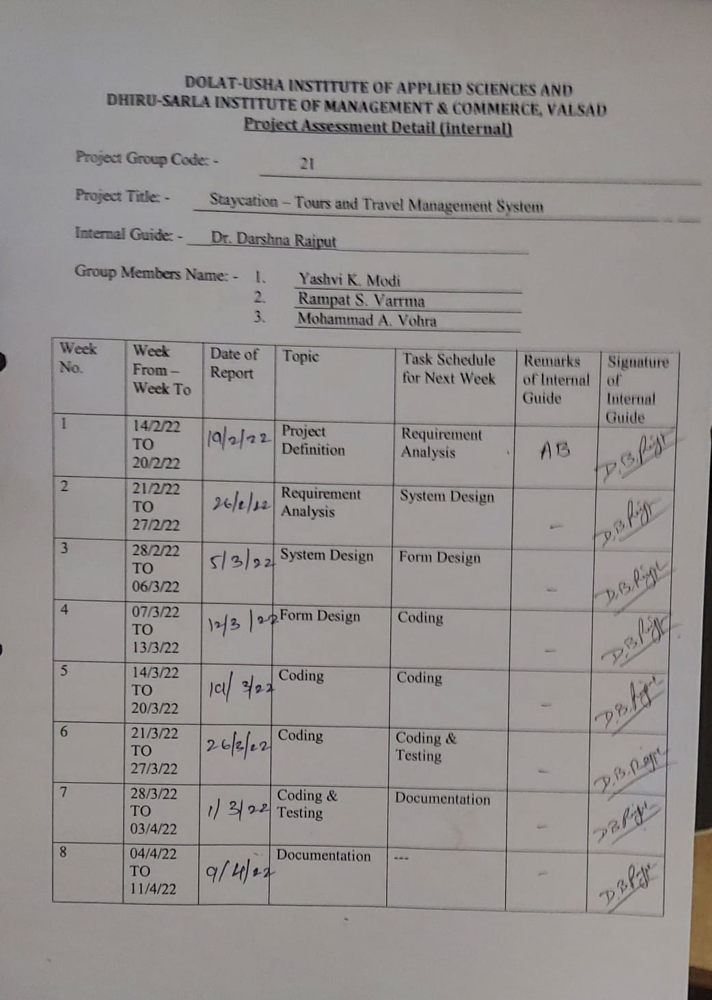 DOLAT-USHA INSTITUTE OF APPLIED SCIENCES AND
DHIRU-SARLA INSTITUTE OF MANAGEMENT & COMMERCE, VALSAD
Project Assessment Detail (internal)
Project Group Code: - 21
Project Title: - Staycation – Tours and Travel Management System
Internal Guide: - Dr. Darshna Rajput
Group Members Name: - 1. Yashvi K. Modi
2. Rampat S. Varrma
3. Mohammad A. Vohra
Week No.
Week From – Week To
Date of Report
Topic
Task Schedule for Next Week
Remarks of Internal Guide
Signature of Internal Guide
1
14/2/22 TO 20/2/22
19/2/22
Project Definition
Requirement Analysis
AB
2
21/2/22 TO 27/2/22
26/2/22
Requirement Analysis
System Design
—
3
28/2/22 TO 06/3/22
5/3/22
System Design
Form Design
—
4
07/3/22 TO 13/3/22
12/3/22
Form Design
Coding
—
5
14/3/22 TO 20/3/22
19/3/22
Coding
Coding
—
6
21/3/22 TO 27/3/22
26/3/22
Coding
Coding & Testing
—
7
28/3/22 TO 03/4/22
1/3/22
Coding & Testing
Documentation
—
8
04/4/22 TO 11/4/22
9/4/22
Documentation
---
—